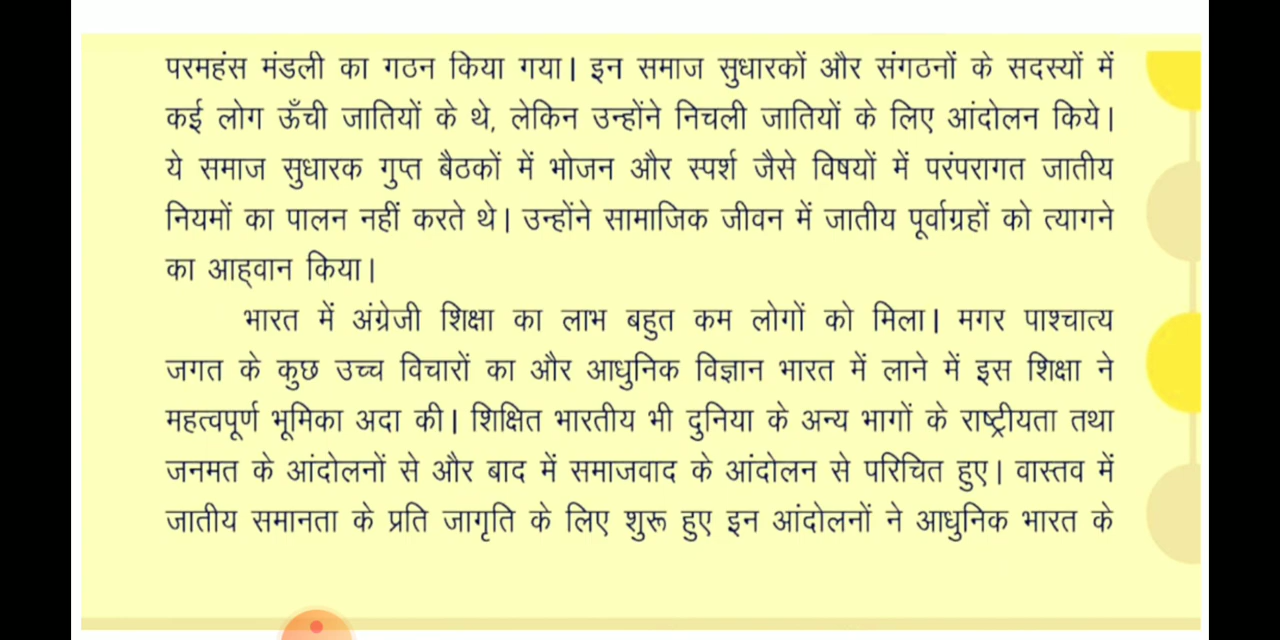 परमहंस मंडली का गठन किया गया। इन समाज सुधारकों और संगठनों के सदस्यों में
कई लोग ऊँची जातियों के थे, लेकिन उन्होंने निचली जातियों के लिए आंदोलन किये।
ये समाज सुधारक गुप्त बैठकों में भोजन और स्पर्श जैसे विषयों में परंपरागत जातीय
नियमों का पालन नहीं करते थे। उन्होंने सामाजिक जीवन में जातीय पूर्वाग्रहों को त्यागने
का आह्वान किया।
भारत में अंग्रेजी शिक्षा का लाभ बहुत कम लोगों को मिला। मगर पाश्चात्य
जगत के कुछ उच्च विचारों का और आधुनिक विज्ञान भारत में लाने में इस शिक्षा ने
महत्वपूर्ण भूमिका अदा की। शिक्षित भारतीय भी दुनिया के अन्य भागों के राष्ट्रीयता तथा
जनमत के आंदोलनों से और बाद में समाजवाद के आंदोलन से परिचित हुए। वास्तव में
जातीय समानता के प्रति जागृति के लिए शुरू हुए इन आंदोलनों ने आधुनिक भारत के